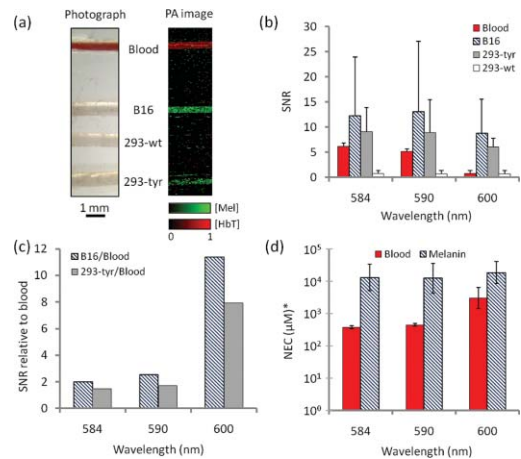 (a) Photograph PA image
Blood
B16
293-wt
293-tyr
1 mm
[Mel]
[HbT]
0 1
(b)
SNR
30
25
20
15
10
5
0
Blood
B16
293-tyr
293-wt
584 590 600
Wavelength (nm)
(c)
SNR relative to blood
12
10
8
6
4
2
0
B16/Blood
293-tyr/Blood
584 590 600
Wavelength (nm)
(d)
NEC (μM)*
10⁵
10⁴
10³
10²
10¹
10⁰
Blood Melanin
584 590 600
Wavelength (nm)